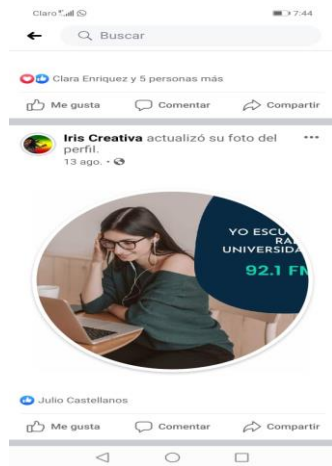 Claro
7:44
Buscar
Clara Enriquez y 5 personas más
Me gusta Comentar Compartir
Iris Creativa actualizó su foto del
perfil.
13 ago.
YO ESCU
RA
UNIVERSIDA
92.1 FM
Julio Castellanos
Me gusta Comentar Compartir